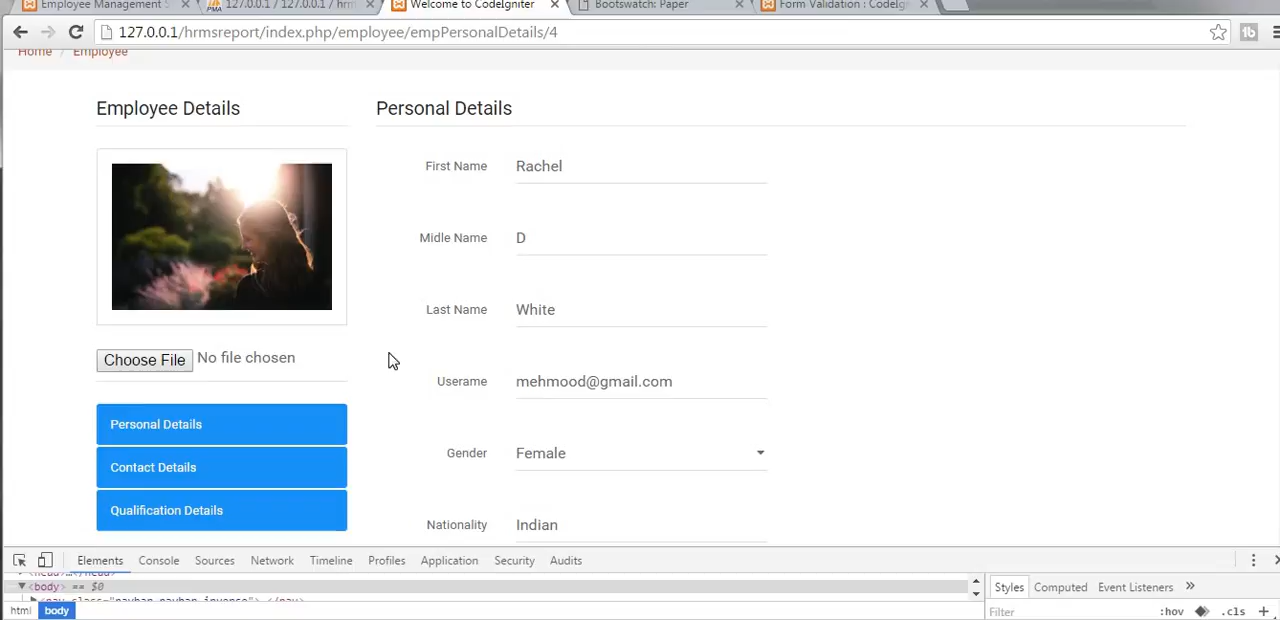 Employee Management S
127.0.0.1 / 127.0.0.1 / hrm
Welcome to CodeIgniter
Bootswatch: Paper
Form Validation : CodeIg
127.0.0.1/hrmsreport/index.php/employee/empPersonalDetails/4
Home / Employee
Employee Details
Personal Details
First Name Rachel
Midle Name D
Last Name White
Choose File No file chosen
Userame mehmood@gmail.com
Personal Details
Gender Female
Contact Details
Qualification Details
Nationality Indian
Elements Console Sources Network Timeline Profiles Application Security Audits
<body> == $0
Styles Computed Event Listeners »
html body
Filter :hov .cls +